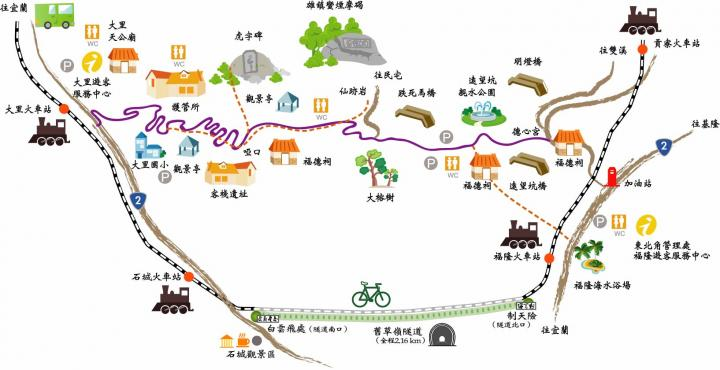 往宜蘭
大里
天公廟
WC
P
大里遊客
服務中心
大里火車站
護管所
虎字碑
雄鎮蠻煙摩碣
觀景亭
WC
仙跡岩
往民宅
跌死馬橋
遠望坑
親水公園
明燈橋
往雙溪
貢寮火車站
德心宮
福德祠
往基隆
2
大里國小
觀景亭
P
啞口
客棧遺址
福德祠
大榕樹
P
WC
福德祠
遠望坑橋
加油站
2
P
WC
東北角管理處
福隆遊客服務中心
福隆火車站
福隆海水浴場
石城火車站
白雲飛處(隧道南口)
舊草嶺隧道
(全程2.16 km)
制天險
(隧道北口)
往宜蘭
石城觀景區